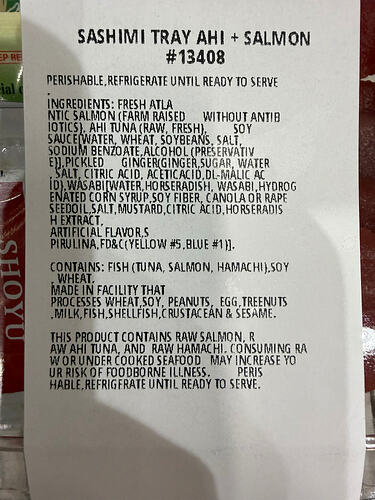 SASHIMI TRAY AHI + SALMON
#13408
PERISHABLE,REFRIGERATE UNTIL READY TO SERVE
.
INGREDIENTS: FRESH ATLA
NTIC SALMON (FARM RAISED WITHOUT ANTIB
IOTICS), AHI TUNA (RAW, FRESH), SOY
SAUCE[WATER, WHEAT, SOYBEANS, SALT,
SODIUM BENZOATE,ALCOHOL (PRESERVATIV
E)],PICKLED GINGER(GINGER,SUGAR, WATER
, SALT, CITRIC ACID, ACETICACID,DL-MALIC AC
ID),WASABI[WATER,HORSERADISH, WASABI,HYDROG
ENATED CORN SYRUP,SOY FIBER, CANOLA OR RAPE
SEEDOIL,SALT,MUSTARD,CITRIC ACID,HORSERADIS
H EXTRACT,
ARTIFICIAL FLAVOR,S
PIRULINA,FD&C(YELLOW #5,BLUE #1)].
CONTAINS: FISH (TUNA, SALMON, HAMACHI),SOY
, WHEAT.
MADE IN FACILITY THAT
PROCESSES WHEAT,SOY, PEANUTS, EGG,TREENUTS
,MILK,FISH,SHELLFISH,CRUSTACEAN & SESAME.
THIS PRODUCT CONTAINS RAW SALMON, R
AW AHI TUNA, AND RAW HAMACHI. CONSUMING RA
W OR UNDER COOKED SEAFOOD MAY INCREASE YO
UR RISK OF FOODBORNE ILLNESS. PERIS
HABLE,REFRIGERATE UNTIL READY TO SERVE.
SHOYU